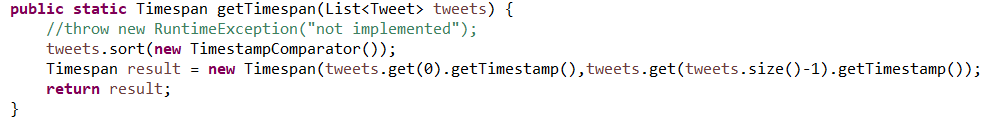 public static Timespan getTimespan(List<Tweet> tweets) {
    //throw new RuntimeException("not implemented");
    tweets.sort(new TimestampComparator());
    Timespan result = new Timespan(tweets.get(0).getTimestamp(),tweets.get(tweets.size()-1).getTimestamp());
    return result;
}